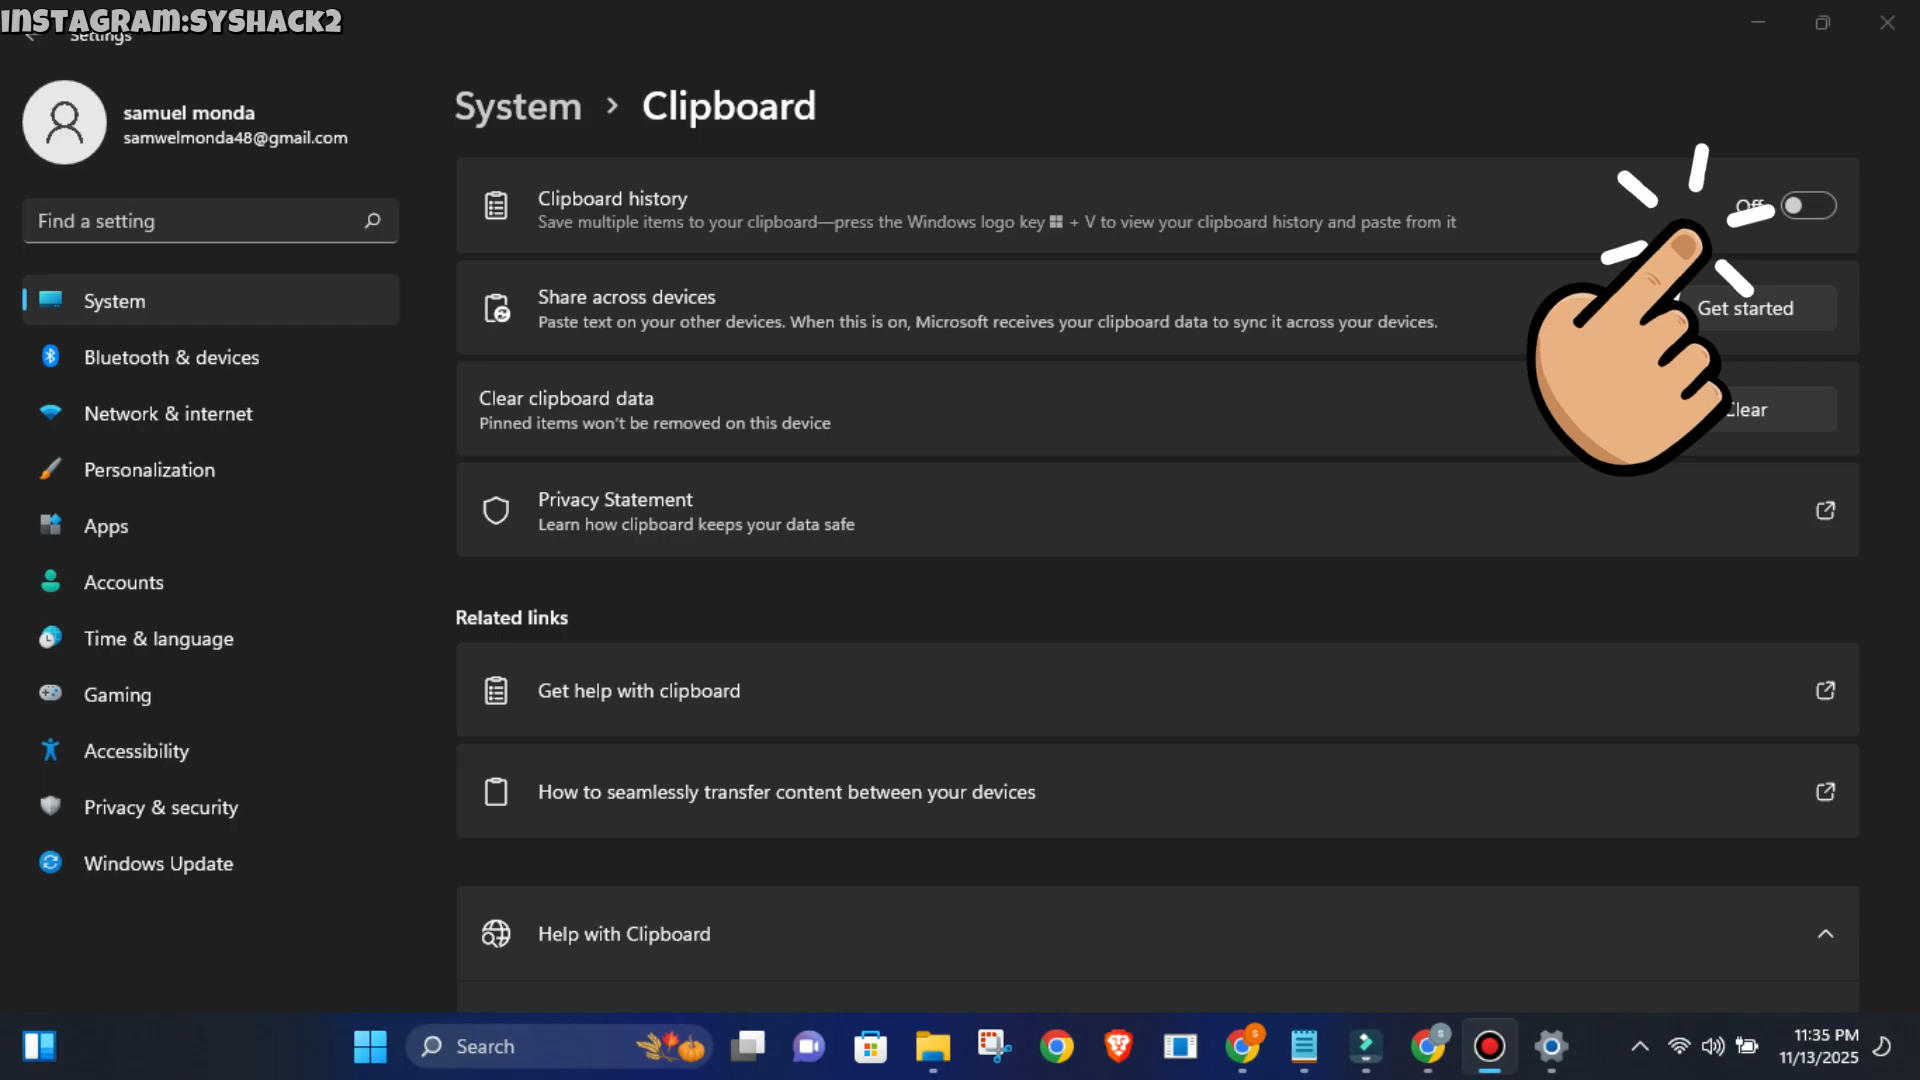 INSTAGRAM:SYSHACK2
Settings
samuel monda
samwelmonda48@gmail.com
Find a setting
System
Bluetooth & devices
Network & internet
Personalization
Apps
Accounts
Time & language
Gaming
Accessibility
Privacy & security
Windows Update
System > Clipboard
Clipboard history
Save multiple items to your clipboard—press the Windows logo key + V to view your clipboard history and paste from it
Off
Share across devices
Paste text on your other devices. When this is on, Microsoft receives your clipboard data to sync it across your devices.
Get started
Clear clipboard data
Pinned items won't be removed on this device
Clear
Privacy Statement
Learn how clipboard keeps your data safe
Related links
Get help with clipboard
How to seamlessly transfer content between your devices
Help with Clipboard
Search
S
S
11:35 PM
11/13/2025